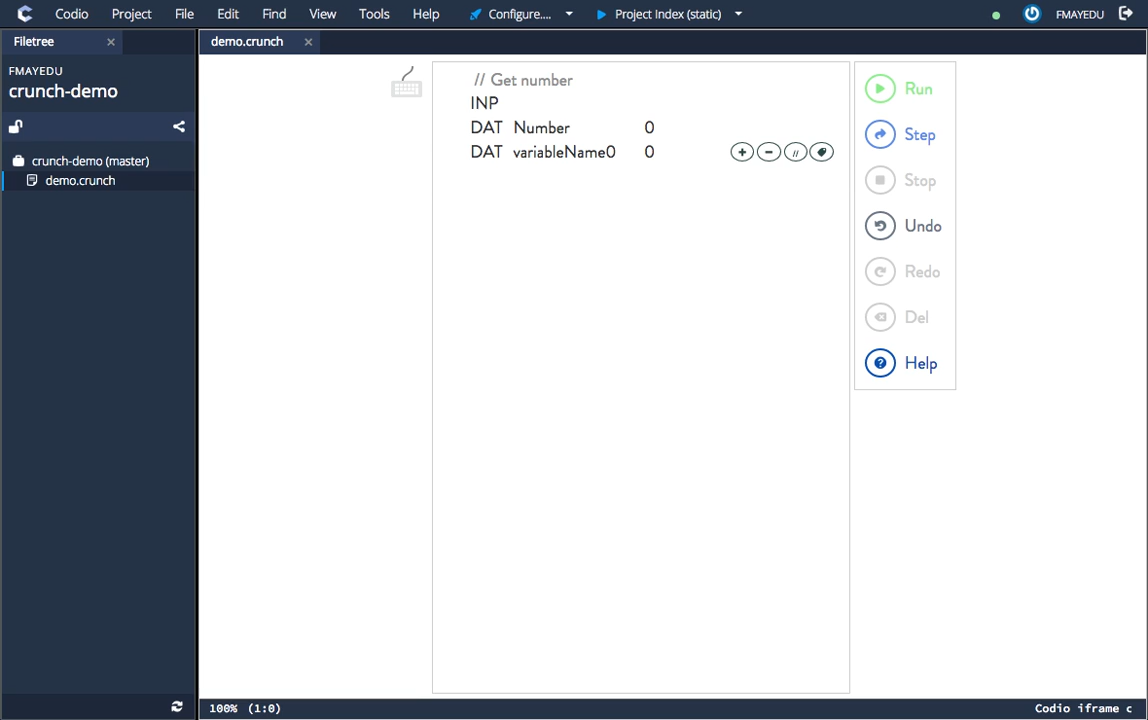 Codio Project File Edit Find View Tools Help Configure.... Project Index (static) FMAYEDU
Filetree
demo.crunch
FMAYEDU
crunch-demo
crunch-demo (master)
demo.crunch
// Get number
INP
DAT Number 0
DAT variableName0 0
+ - //
Run
Step
Stop
Undo
Redo
Del
? Help
100% (1:0)
Codio iframe c